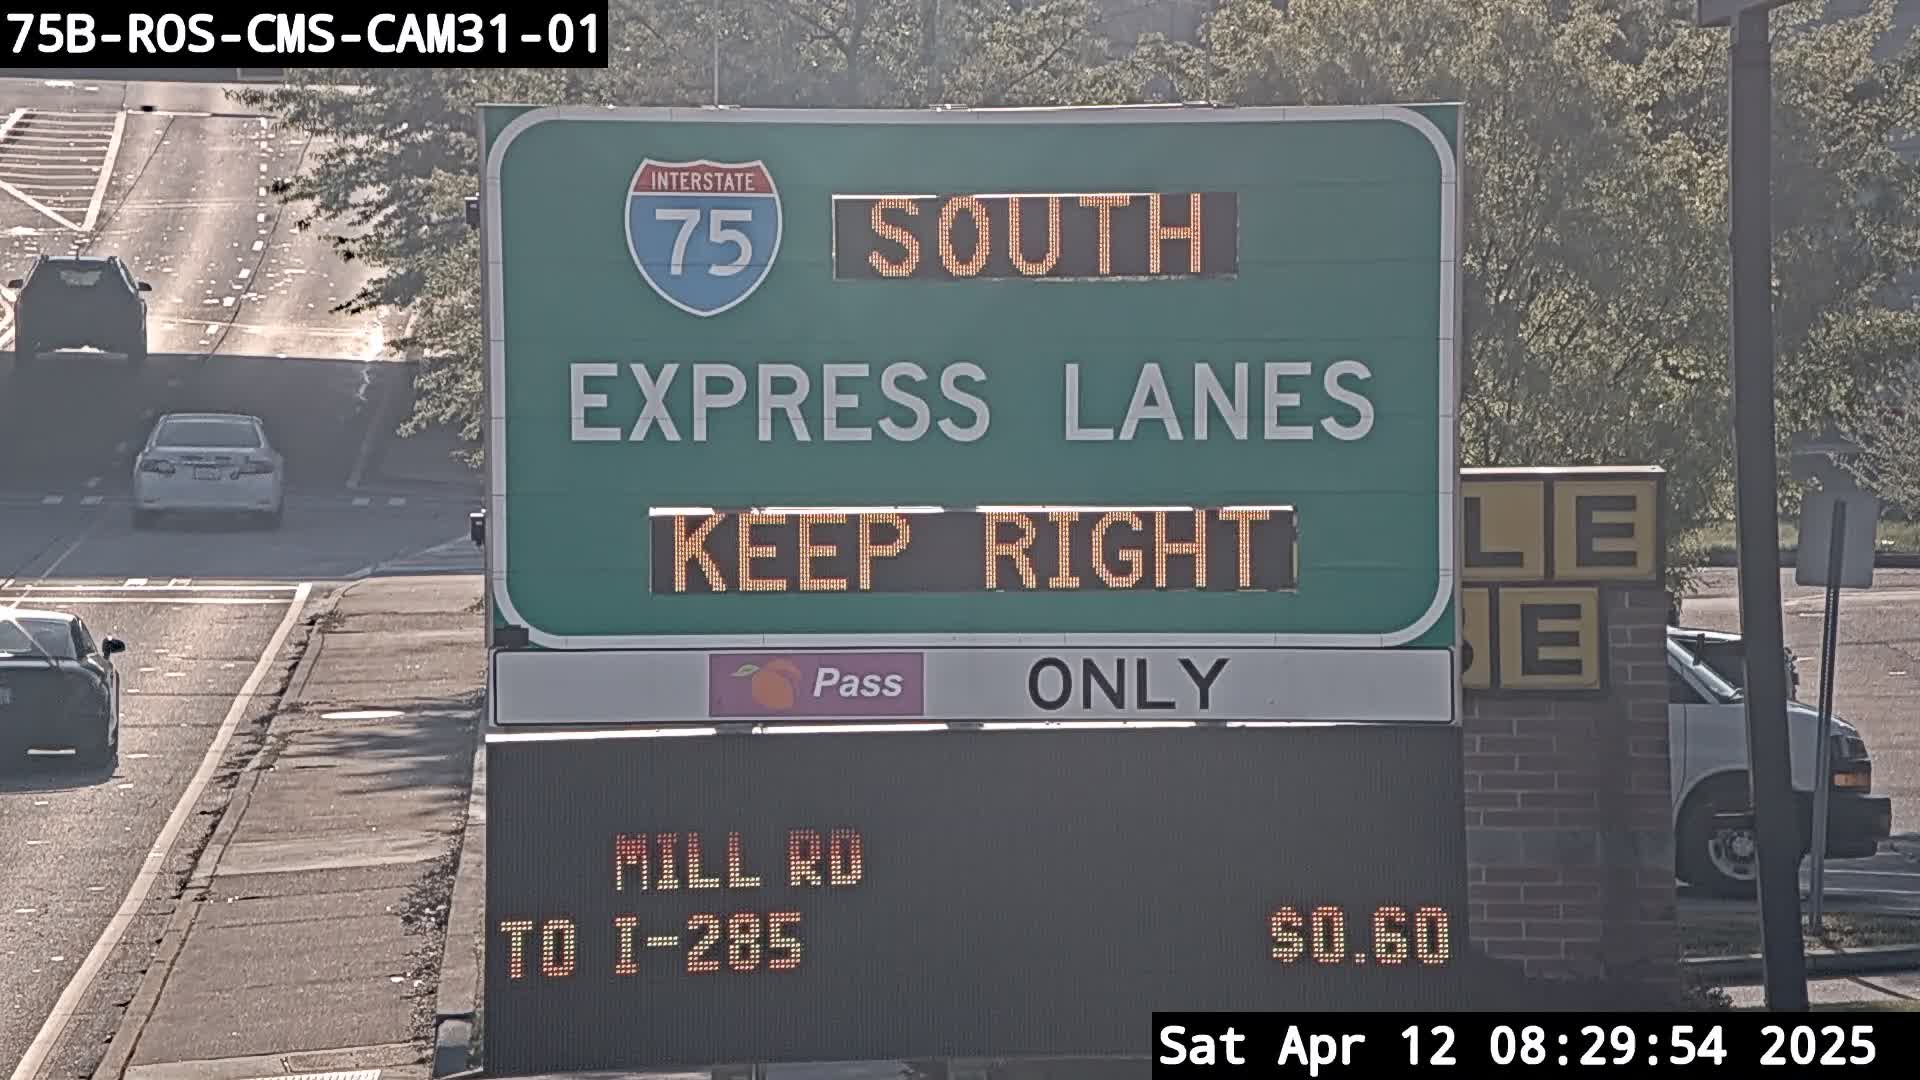 75B-ROS-CMS-CAM31-01
INTERSTATE
75
SOUTH
EXPRESS LANES
KEEP RIGHT
Pass ONLY
LE
E
MILL RD
TO I-285 $0.60
Sat Apr 12 08:29:54 2025